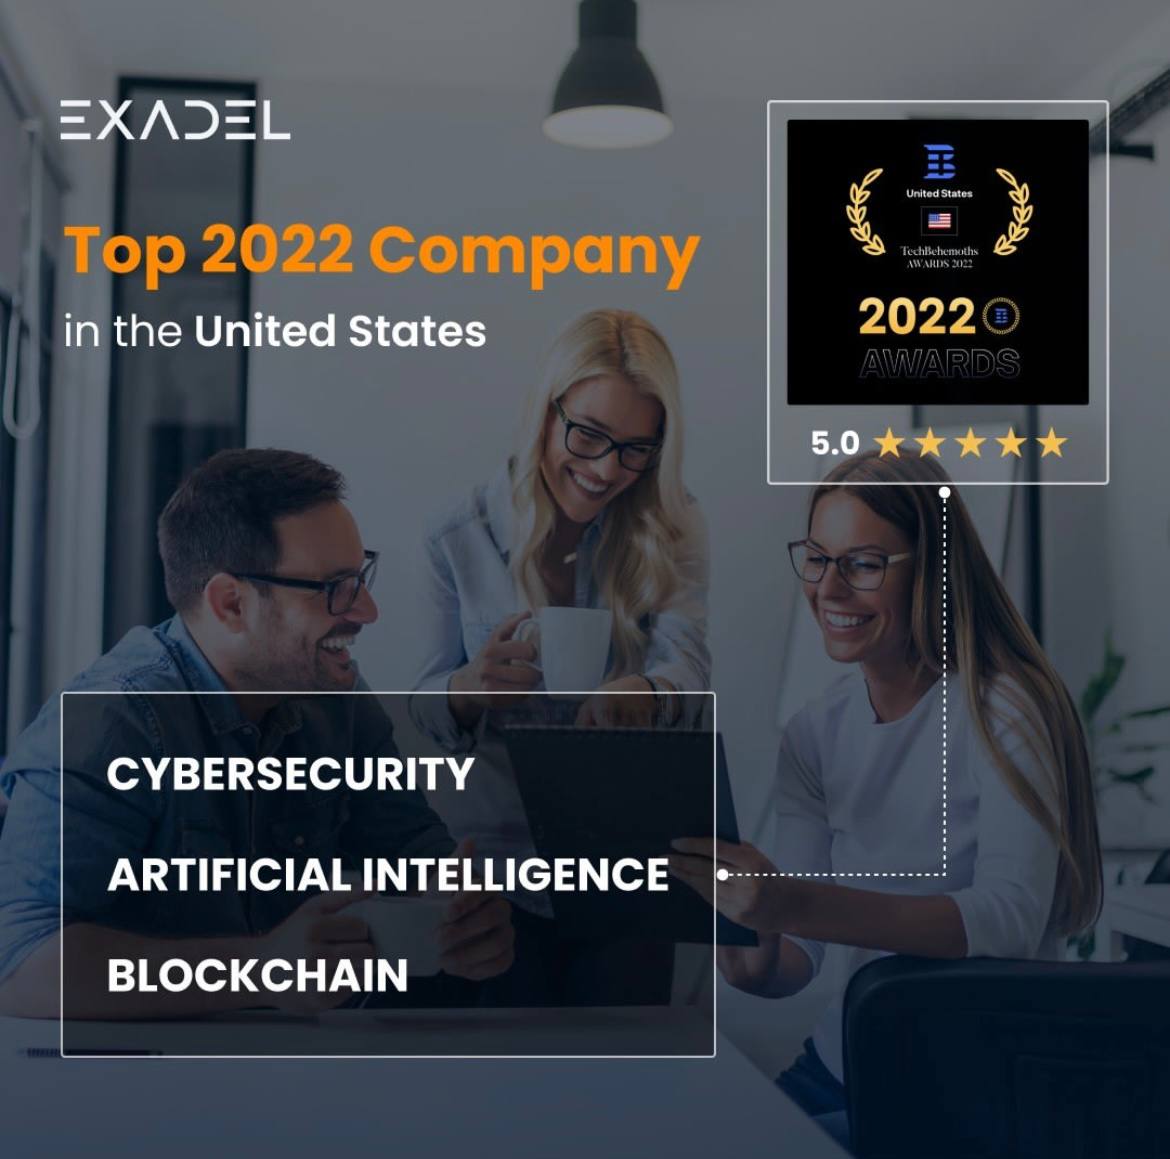 EXADEL
Top 2022 Company
in the United States
United States
TechBehemoths
AWARDS 2022
2022
AWARDS
5.0
CYBERSECURITY
ARTIFICIAL INTELLIGENCE
BLOCKCHAIN